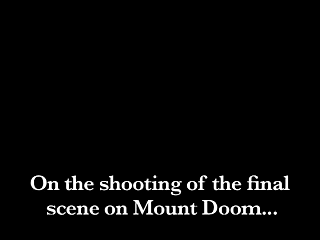 On the shooting of the final
scene on Mount Doom...